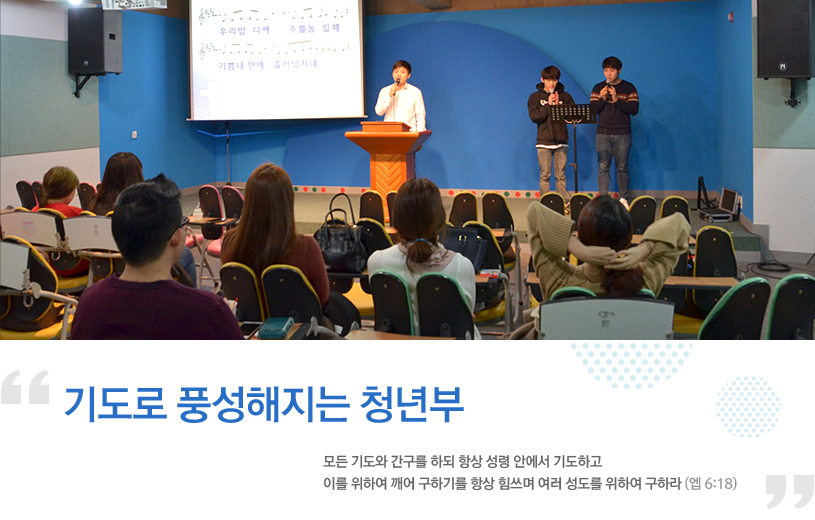 우리맘 다해 수를높 입때
기쁨내 안에 흘러넘치네
기도로 풍성해지는 청년부
모든 기도와 간구를 하되 항상 성령 안에서 기도하고
이를 위하여 깨어 구하기를 항상 힘쓰며 여러 성도를 위하여 구하라 (엡 6:18)